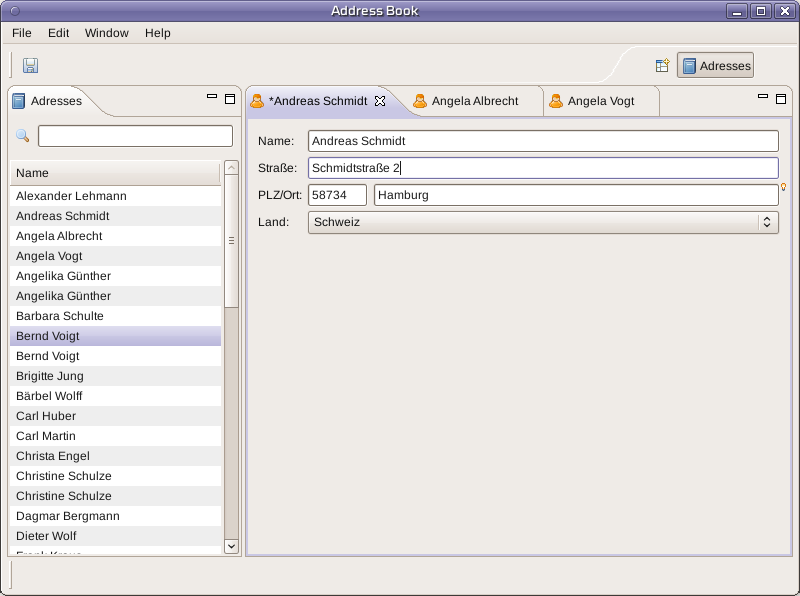 Address Book
File Edit Window Help
Adresses
Adresses
*Andreas Schmidt
Angela Albrecht
Angela Vogt
Name
Alexander Lehmann
Andreas Schmidt
Angela Albrecht
Angela Vogt
Angelika Günther
Angelika Günther
Barbara Schulte
Bernd Voigt
Bernd Voigt
Brigitte Jung
Bärbel Wolff
Carl Huber
Carl Martin
Christa Engel
Christine Schulze
Christine Schulze
Dagmar Bergmann
Dieter Wolf
Name: Andreas Schmidt
Straße: Schmidtstraße 2
PLZ/Ort: 58734 Hamburg
Land: Schweiz